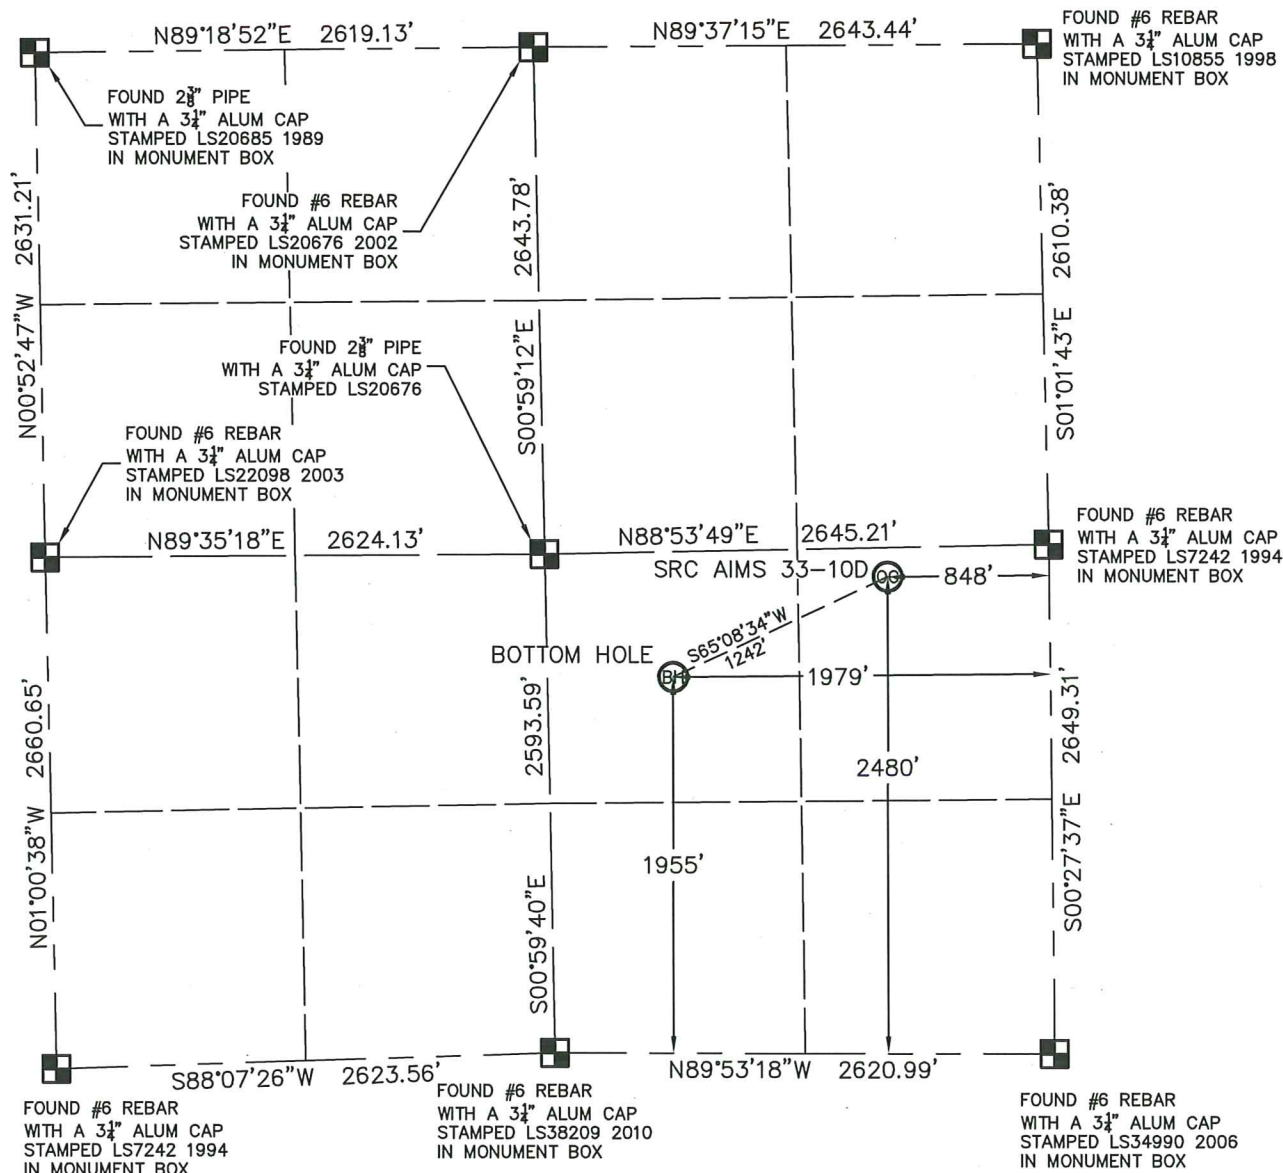 N89°18'52"E 2619.13'
N89°37'15"E 2643.44'
FOUND #6 REBAR
WITH A 3¼" ALUM CAP
STAMPED LS10855 1998
IN MONUMENT BOX
FOUND 2⅜" PIPE
WITH A 3¼" ALUM CAP
STAMPED LS20685 1989
IN MONUMENT BOX
FOUND #6 REBAR
WITH A 3¼" ALUM CAP
STAMPED LS20676 2002
IN MONUMENT BOX
N00°52'47"W 2631.21'
S00°59'12"E 2643.78'
S01°01'43"E 2610.38'
FOUND 2⅜" PIPE
WITH A 3¼" ALUM CAP
STAMPED LS20676
FOUND #6 REBAR
WITH A 3¼" ALUM CAP
STAMPED LS22098 2003
IN MONUMENT BOX
N89°35'18"E 2624.13'
N88°53'49"E 2645.21'
FOUND #6 REBAR
WITH A 3¼" ALUM CAP
STAMPED LS7242 1994
IN MONUMENT BOX
SRC AIMS 33-10D
OG
848'
S65°08'34"W
1242'
BOTTOM HOLE
BH
1979'
2480'
1955'
N01°00'38"W 2660.65'
S00°59'40"E 2593.59'
S00°27'37"E 2649.31'
S88°07'26"W 2623.56'
N89°53'18"W 2620.99'
FOUND #6 REBAR
WITH A 3¼" ALUM CAP
STAMPED LS7242 1994
IN MONUMENT BOX
FOUND #6 REBAR
WITH A 3¼" ALUM CAP
STAMPED LS38209 2010
IN MONUMENT BOX
FOUND #6 REBAR
WITH A 3¼" ALUM CAP
STAMPED LS34990 2006
IN MONUMENT BOX